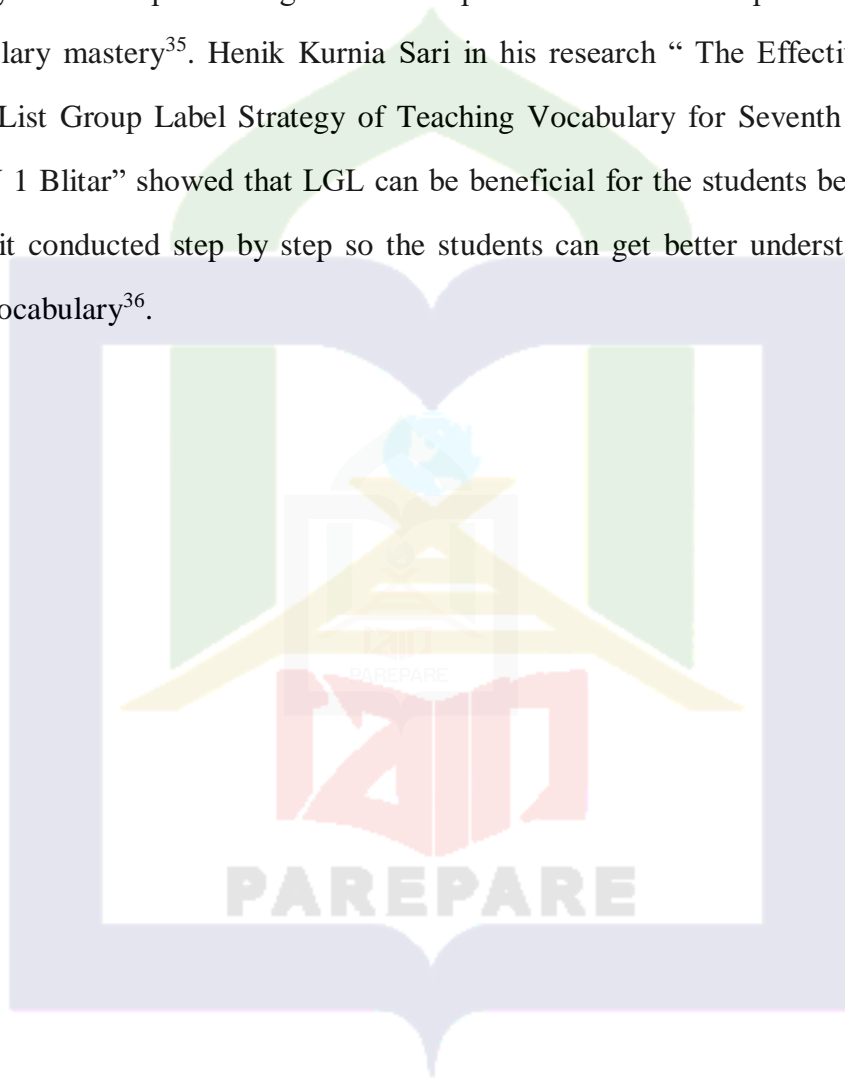 lary mastery35. Henik Kurnia Sari in his research “ The Effecti
List Group Label Strategy of Teaching Vocabulary for Seventh
1 Blitar” showed that LGL can be beneficial for the students be
it conducted step by step so the students can get better underst
ocabulary36.
PAREPARE
PAREPARE